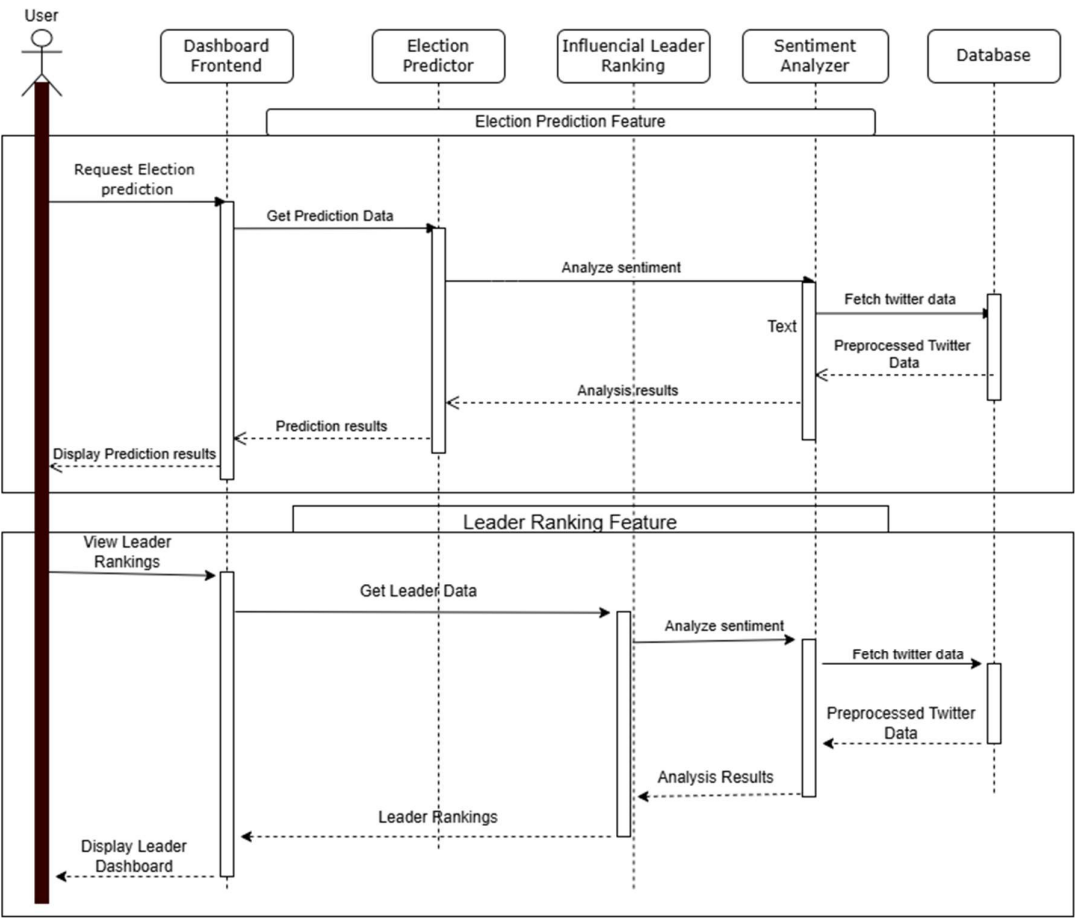 User
Dashboard
Frontend
Election
Predictor
Influencial Leader
Ranking
Sentiment
Analyzer
Database
Election Prediction Feature
Request Election
prediction
Get Prediction Data
Analyze sentiment
Fetch twitter data
Text
Preprocessed Twitter
Data
Analysis results
Prediction results
Display Prediction results
Leader Ranking Feature
View Leader
Rankings
Get Leader Data
Analyze sentiment
Fetch twitter data
Preprocessed Twitter
Data
Analysis Results
Leader Rankings
Display Leader
Dashboard